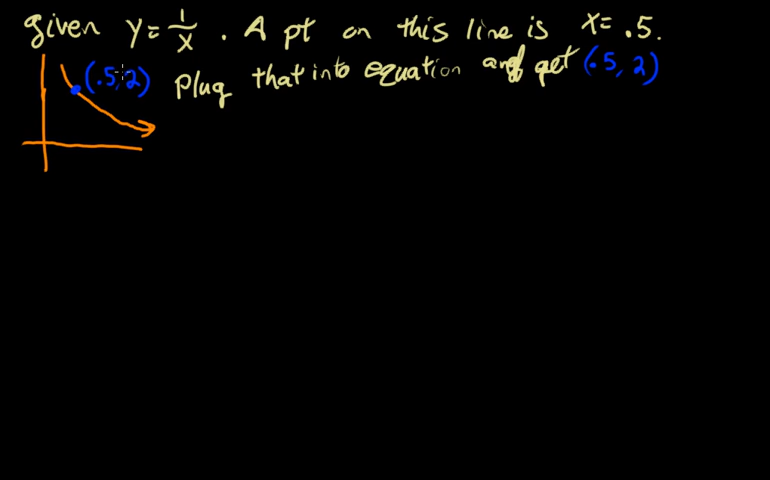 given y = 1/x . A pt on this line is x = .5.
(.5, 2) Plug that into equation and get (.5, 2)